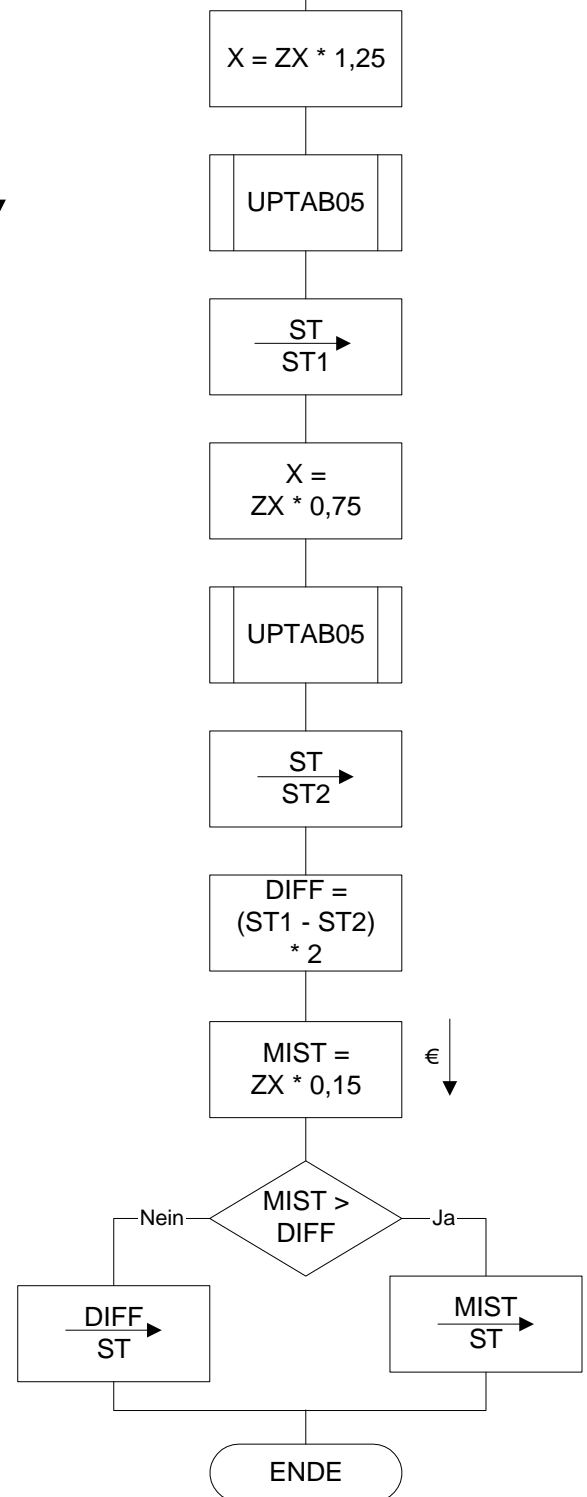 X = ZX * 1,25
UPTAB05
ST
ST1
X =
ZX * 0,75
UPTAB05
ST
ST2
DIFF =
(ST1 - ST2)
* 2
MIST =
ZX * 0,15
€
MIST >
DIFF
Nein
Ja
DIFF
ST
MIST
ST
ENDE